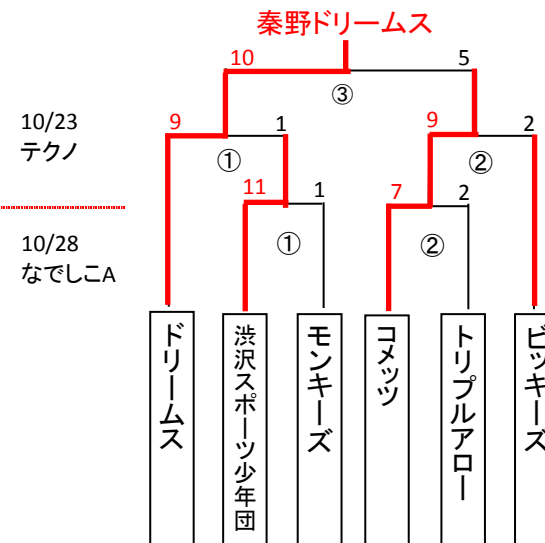 秦野ドリームス
10
5
③
10/23
テクノ
9
1
9
2
①
②
11
1
7
2
10/28
なでしこA
①
②
ドリームス
渋沢スポーツ少年団
モンキーズ
コメッツ
トリプルアロー
ビッキーズ